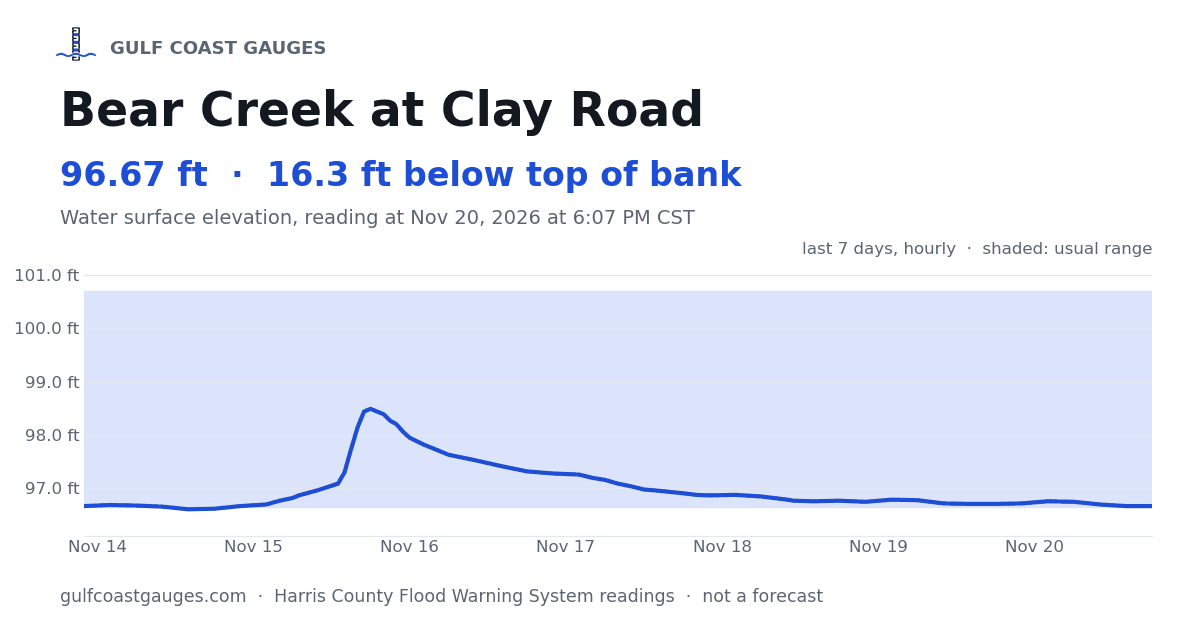 GULF COAST GAUGES
Bear Creek at Clay Road
96.67 ft · 16.3 ft below top of bank
Water surface elevation, reading at Nov 20, 2026 at 6:07 PM CST
last 7 days, hourly · shaded: usual range
101.0 ft
100.0 ft
99.0 ft
98.0 ft
97.0 ft
Nov 14 Nov 15 Nov 16 Nov 17 Nov 18 Nov 19 Nov 20
gulfcoastgauges.com · Harris County Flood Warning System readings · not a forecast